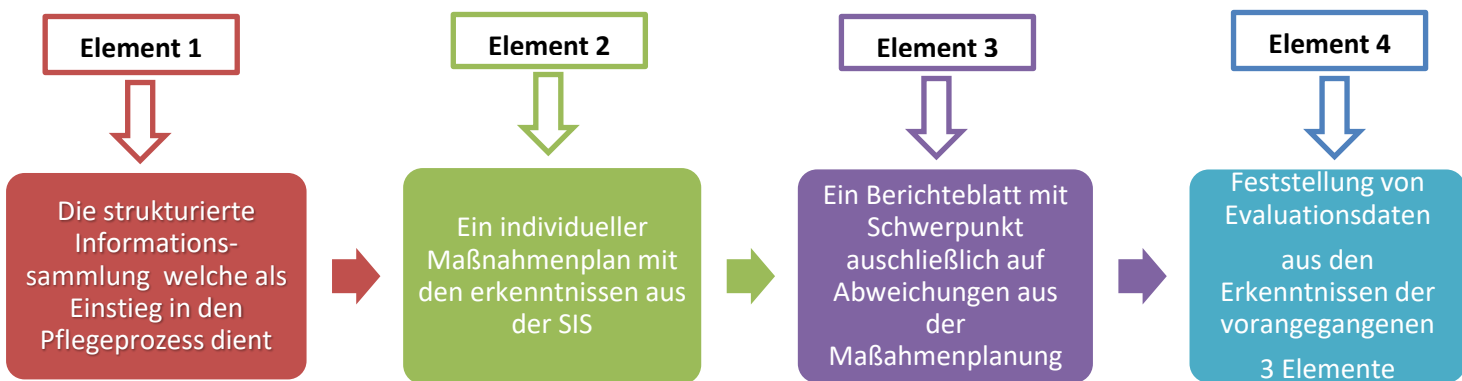 Element 1
Element 2
Element 3
Element 4
Die strukturierte
Informations-
sammlung welche als
Einstieg in den
Pflegeprozess dient
Ein individueller
Maßnahmenplan mit
den erkenntnissen aus
der SIS
Ein Berichteblatt mit
Schwerpunkt
auschließlich auf
Abweichungen aus
der
Maßahmenplanung
Feststellung von
Evaluationsdaten
aus den
Erkenntnissen der
vorangegangenen
3 Elemente